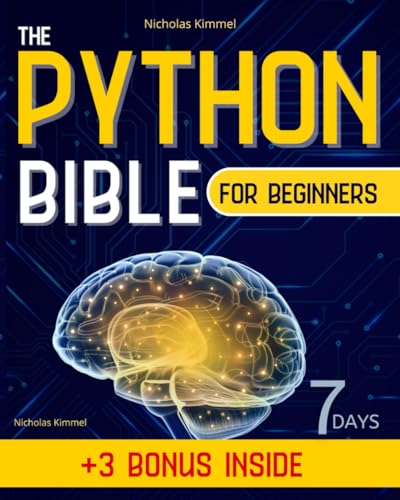 Nicholas Kimmel
THE
PYTHON
BIBLE
FOR BEGINNERS
7 DAYS
Nicholas Kimmel
+3 BONUS INSIDE